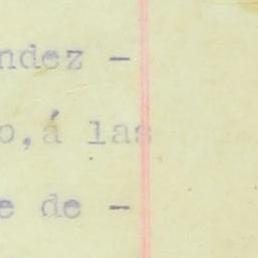 ndez -
o, á las
e de -